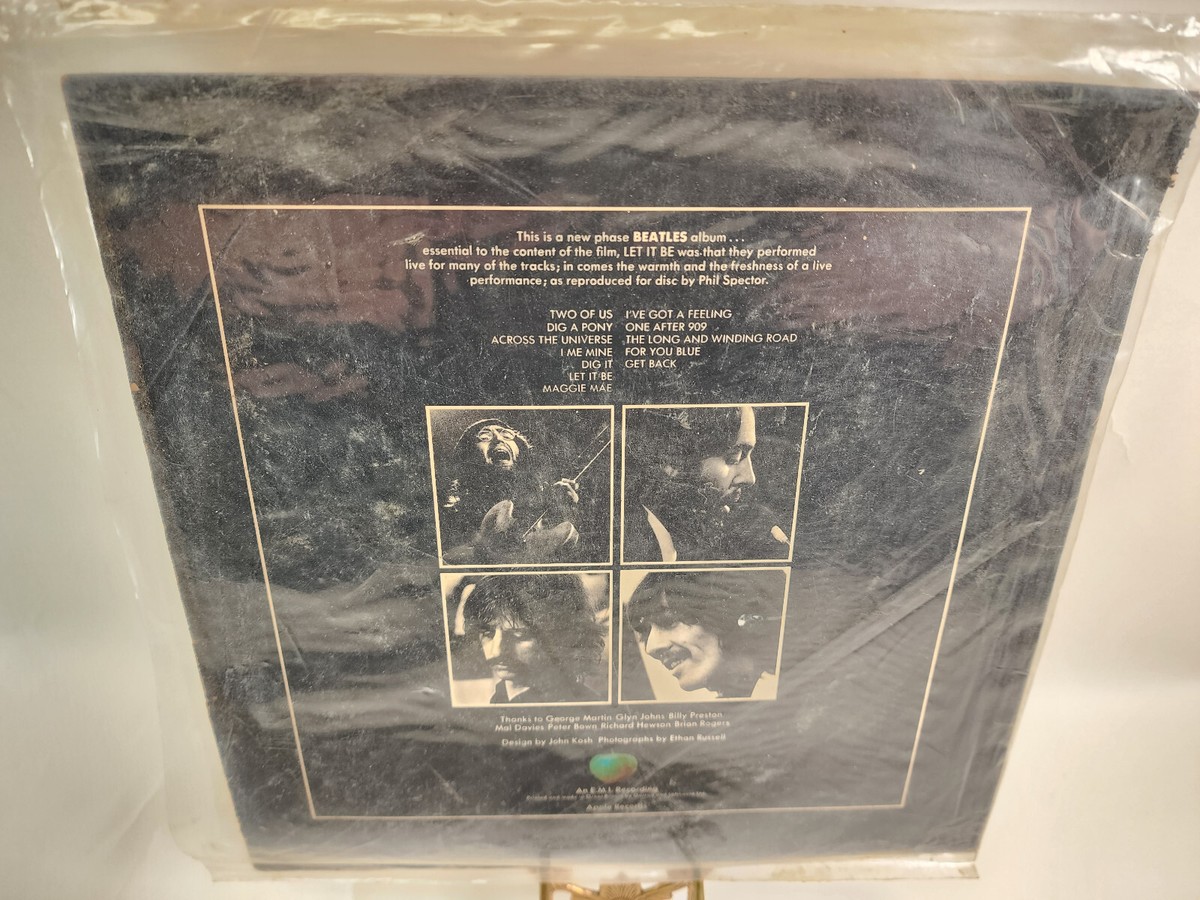 This is a new phase BEATLES album...
essential to the content of the film, LET IT BE was that they performed
live for many of the tracks; in comes the warmth and the freshness of a live
performance; as reproduced for disc by Phil Spector.
TWO OF US
DIG A PONY
ACROSS THE UNIVERSE
I ME MINE
DIG IT
LET IT BE
MAGGIE MAE
I'VE GOT A FEELING
ONE AFTER 909
THE LONG AND WINDING ROAD
FOR YOU BLUE
GET BACK
Thanks to George Martin Glyn Johns Billy Preston
Mal Davies Peter Bown Richard Hewson Brian Rogers
Design by John Kosh Photographs by Ethan Russell
An E.M.I. Recording
Apple Records